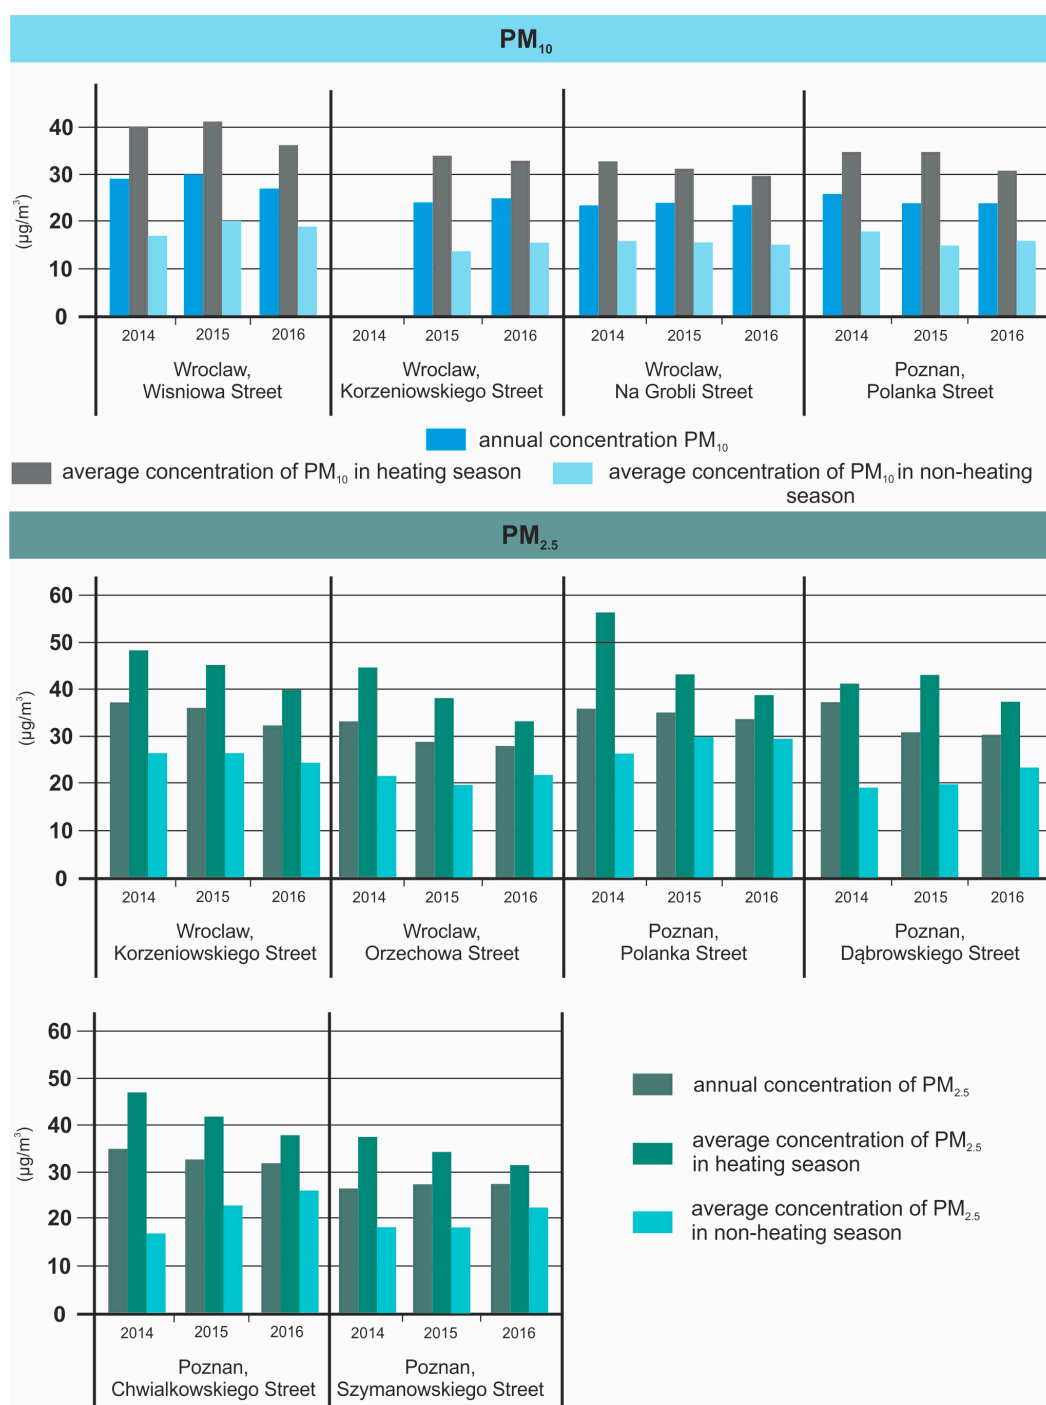 PM10
40
30
20
10
0
(µg/m³)
2014 2015 2016 2014 2015 2016 2014 2015 2016 2014 2015 2016
Wroclaw,
Wisniowa Street
Wroclaw,
Korzeniowskiego Street
Wroclaw,
Na Grobli Street
Poznan,
Polanka Street
annual concentration PM10
average concentration of PM10 in heating season
average concentration of PM10 in non-heating
season
PM2.5
60
50
40
30
20
10
0
(µg/m³)
2014 2015 2016 2014 2015 2016 2014 2015 2016 2014 2015 2016
Wroclaw,
Korzeniowskiego Street
Wroclaw,
Orzechowa Street
Poznan,
Polanka Street
Poznan,
Dąbrowskiego Street
60
50
40
30
20
10
0
(µg/m³)
2014 2015 2016 2014 2015 2016
Poznan,
Chwialkowskiego Street
Poznan,
Szymanowskiego Street
annual concentration of PM2.5
average concentration of PM2.5
in heating season
average concentration of PM2.5
in non-heating season